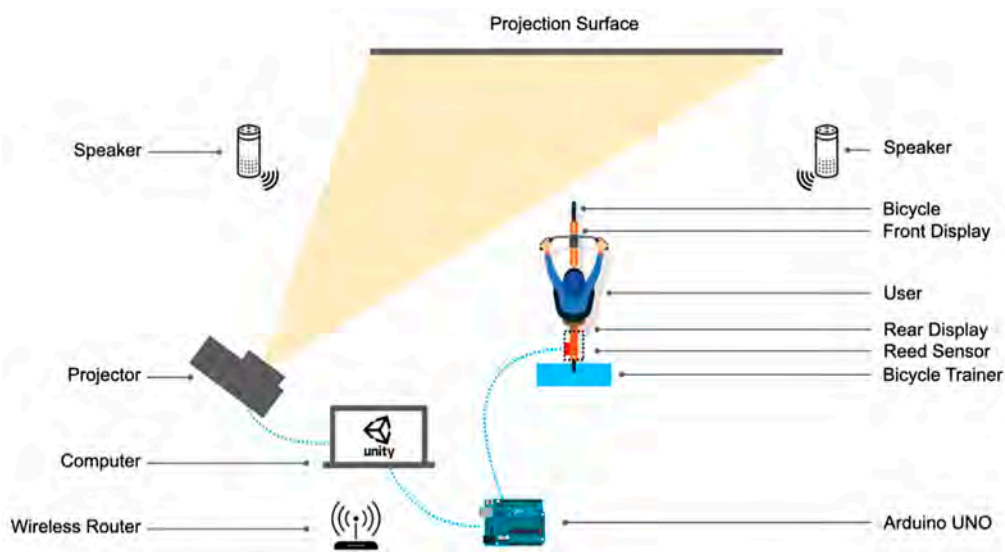 Projection Surface
Speaker
Speaker
Bicycle
Front Display
User
Rear Display
Reed Sensor
Projector
Bicycle Trainer
unity
Computer
Wireless Router
Arduino UNO